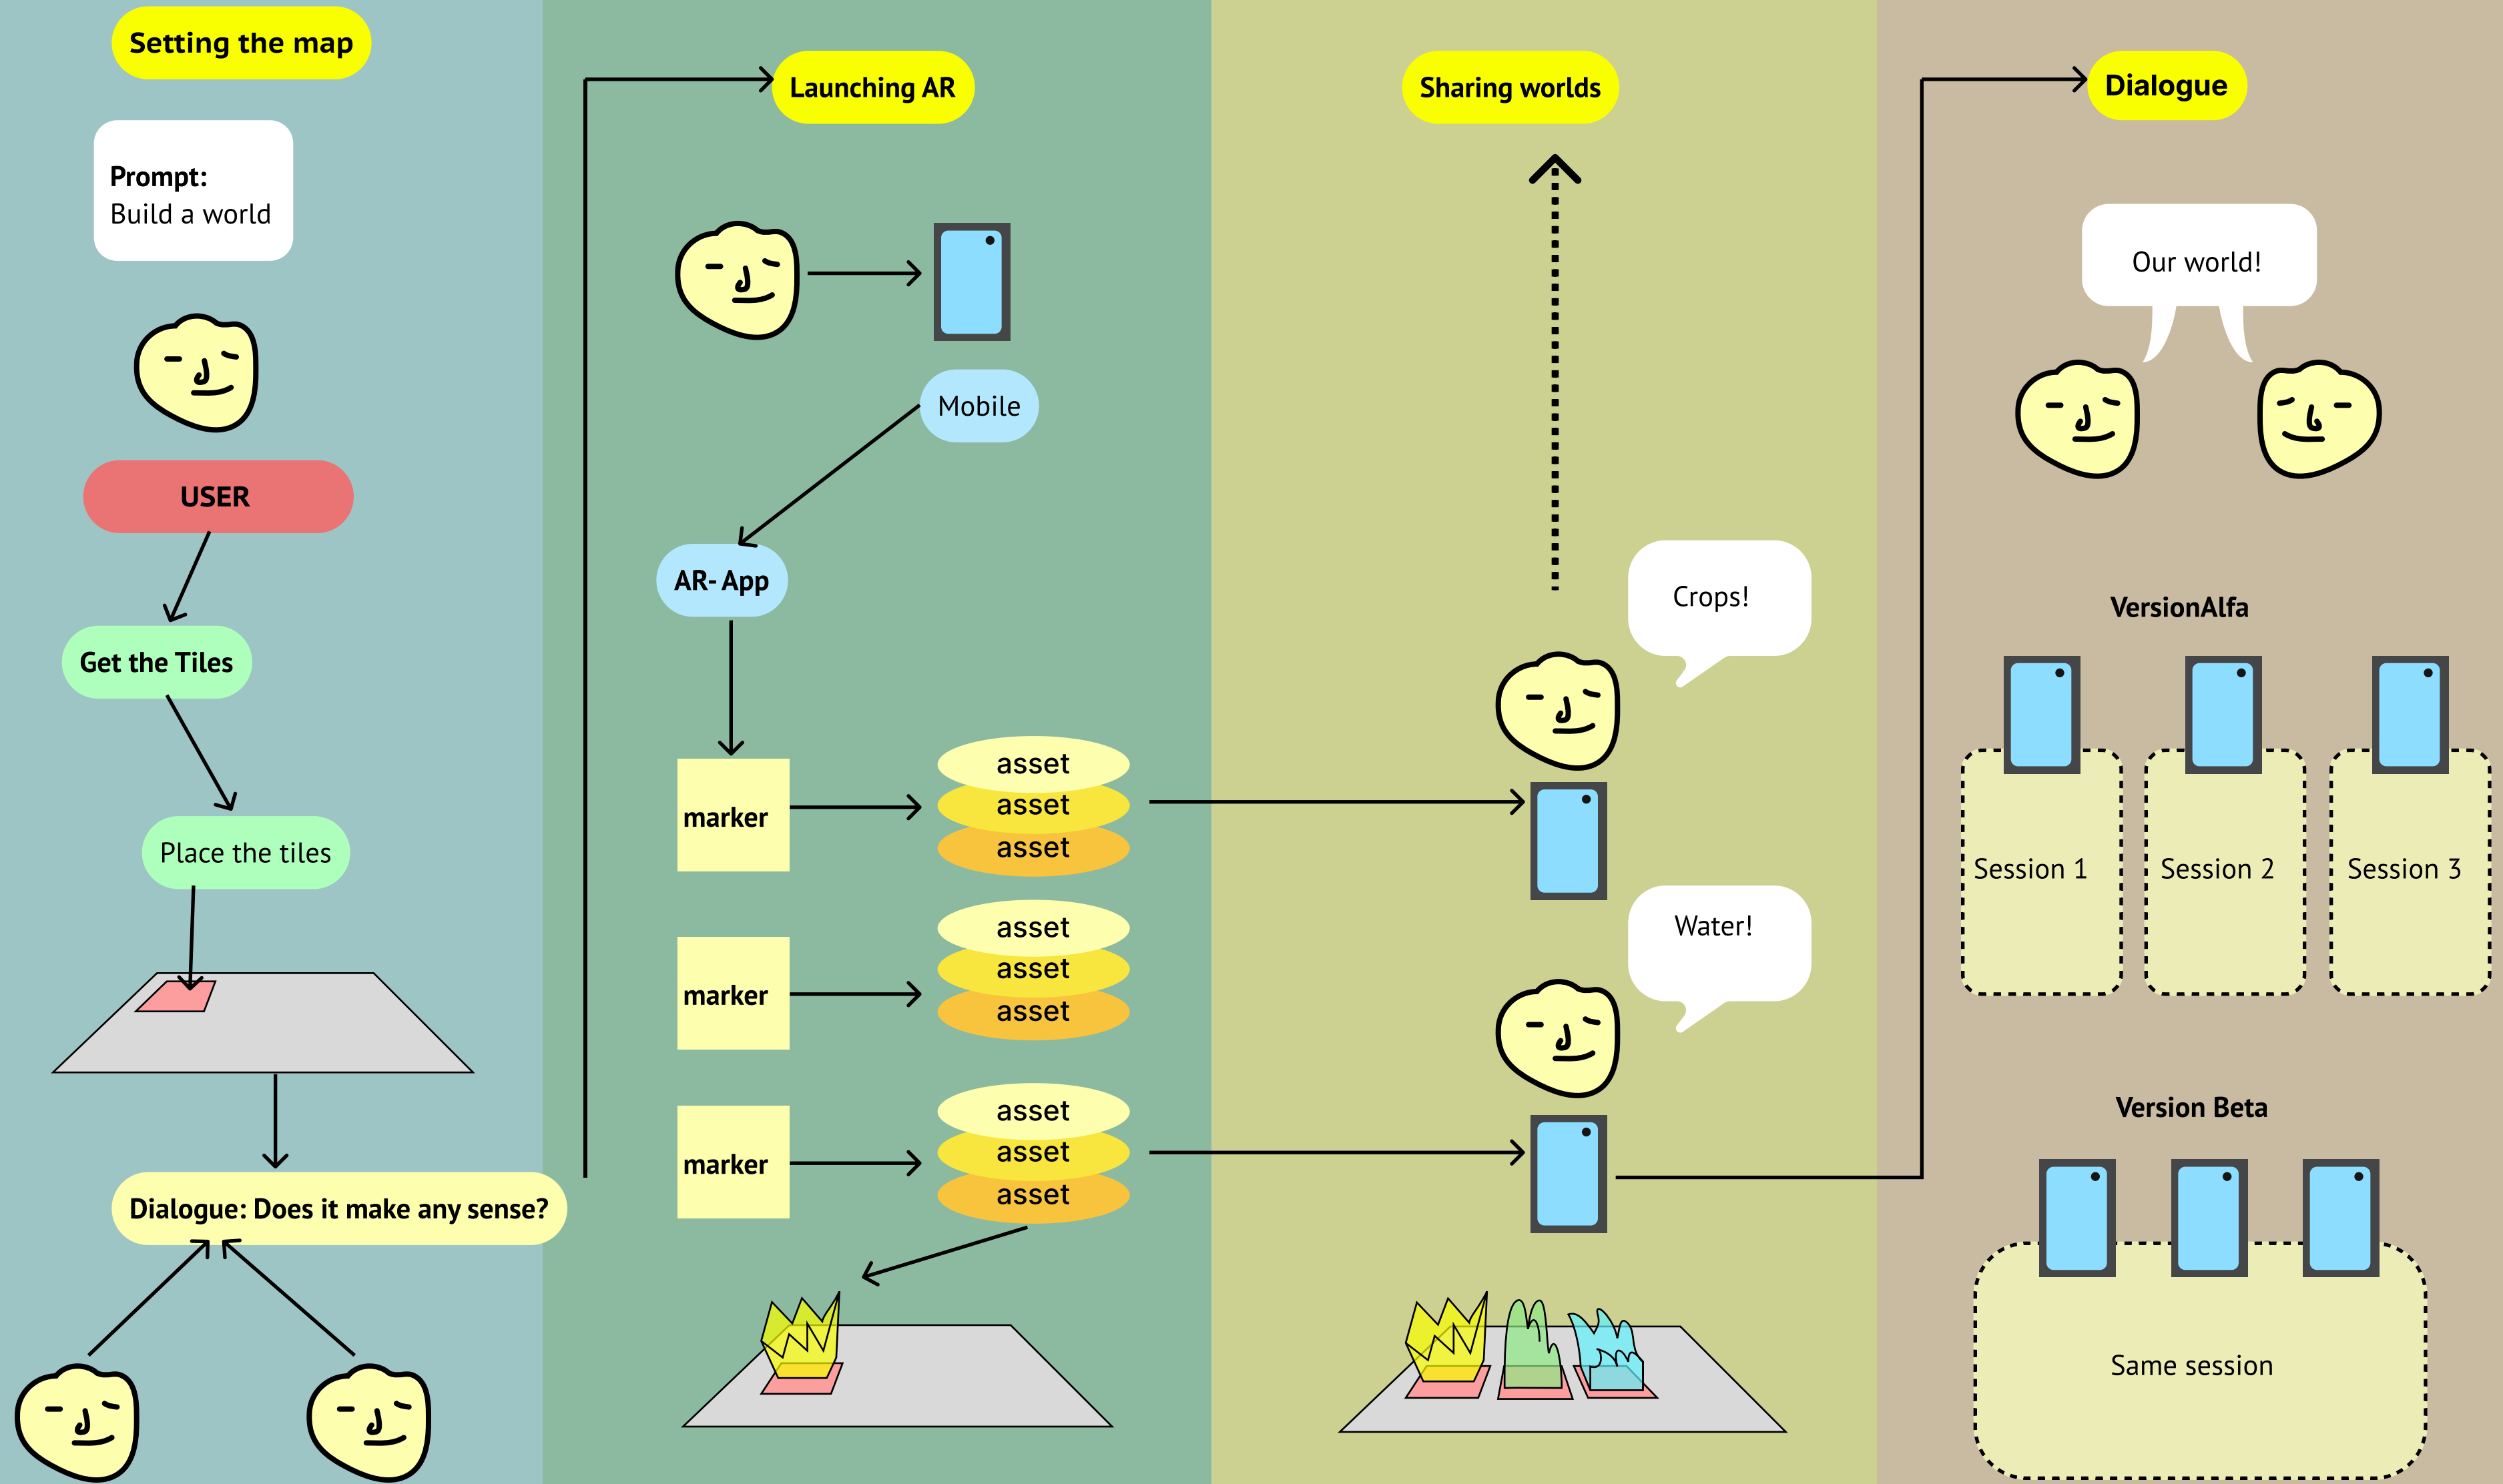 Setting the map
Prompt:
Build a world
USER
Get the Tiles
Place the tiles
Dialogue: Does it make any sense?
Launching AR
Mobile
AR- App
marker
asset
asset
asset
marker
asset
asset
asset
marker
asset
asset
asset
Sharing worlds
Crops!
Water!
Dialogue
Our world!
VersionAlfa
Session 1
Session 2
Session 3
Version Beta
Same session